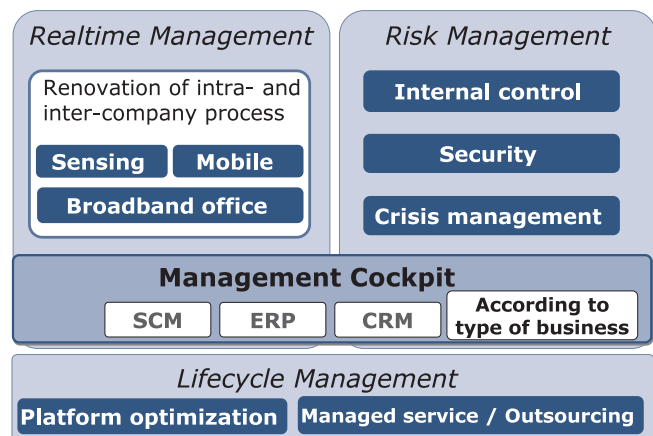 Realtime Management
Renovation of intra- and
inter-company process
Sensing
Mobile
Broadband office
Risk Management
Internal control
Security
Crisis management
Management Cockpit
SCM
ERP
CRM
According to
type of business
Lifecycle Management
Platform optimization
Managed service / Outsourcing